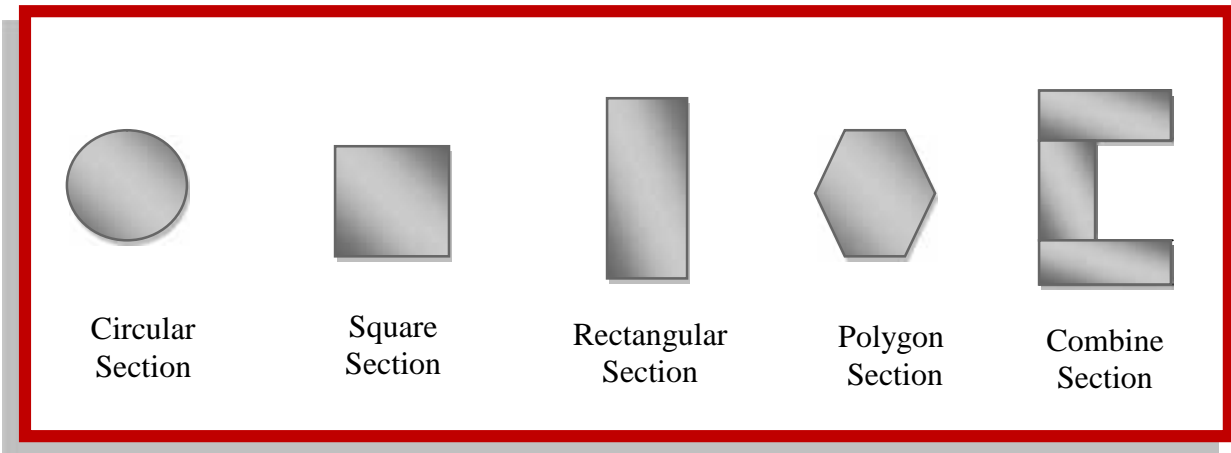 Circular
Section
Square
Section
Rectangular
Section
Polygon
Section
Combine
Section